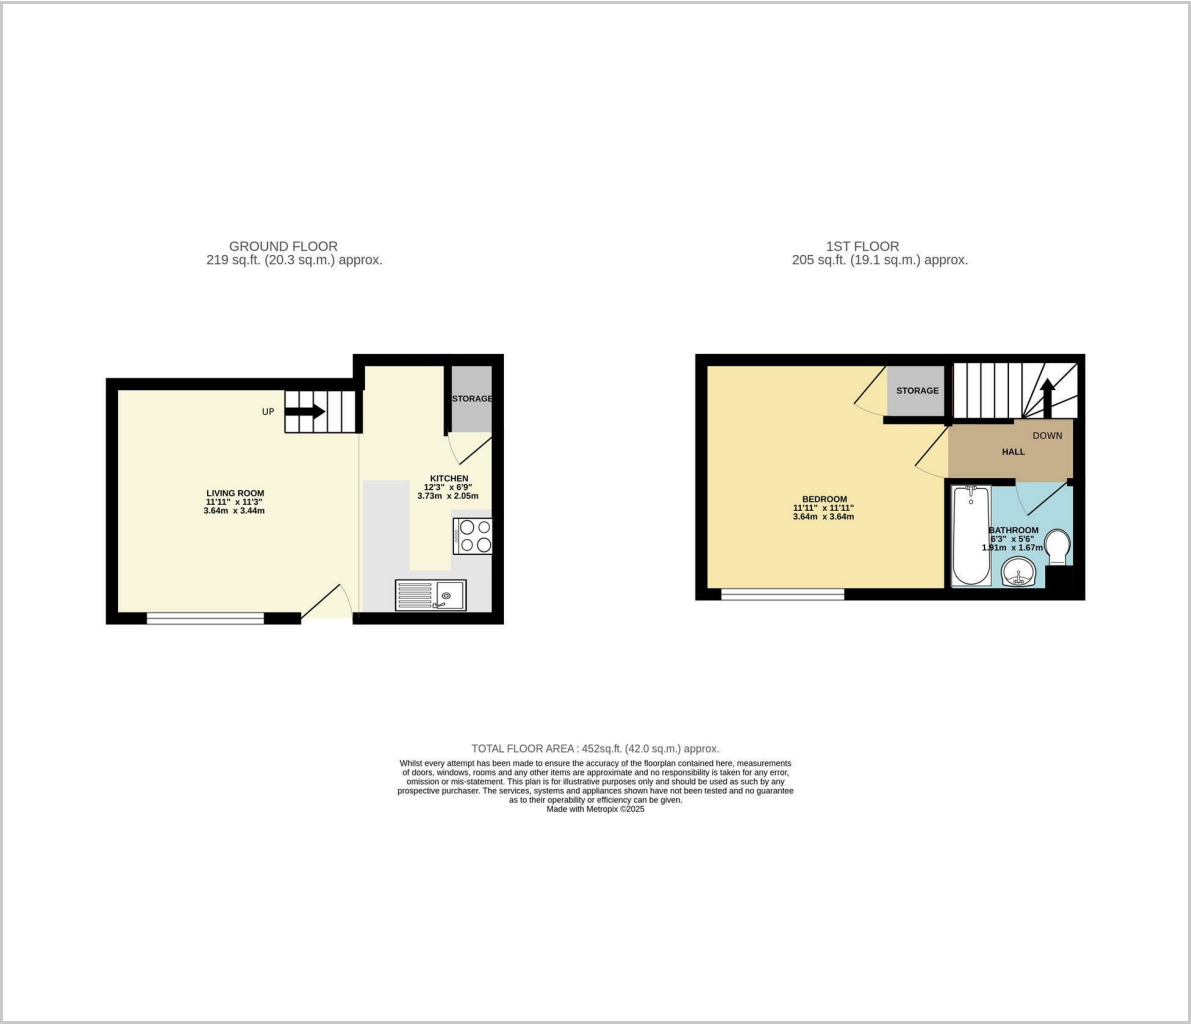 GROUND FLOOR
219 sq.ft. (20.3 sq.m.) approx.
1ST FLOOR
205 sq.ft. (19.1 sq.m.) approx.
UP
STORAGE
KITCHEN
12'3" x 6'9"
3.73m x 2.05m
LIVING ROOM
11'11" x 11'3"
3.64m x 3.44m
STORAGE
DOWN
HALL
BEDROOM
11'11" x 11'11"
3.64m x 3.64m
BATHROOM
6'3" x 5'6"
1.91m x 1.67m
TOTAL FLOOR AREA : 452sq.ft. (42.0 sq.m.) approx.
Whilst every attempt has been made to ensure the accuracy of the floorplan contained here, measurements
of doors, windows, rooms and any other items are approximate and no responsibility is taken for any error,
omission or mis-statement. This plan is for illustrative purposes only and should be used as such by any
prospective purchaser. The services, systems and appliances shown have not been tested and no guarantee
as to their operability or efficiency can be given.
Made with Metropix ©2025